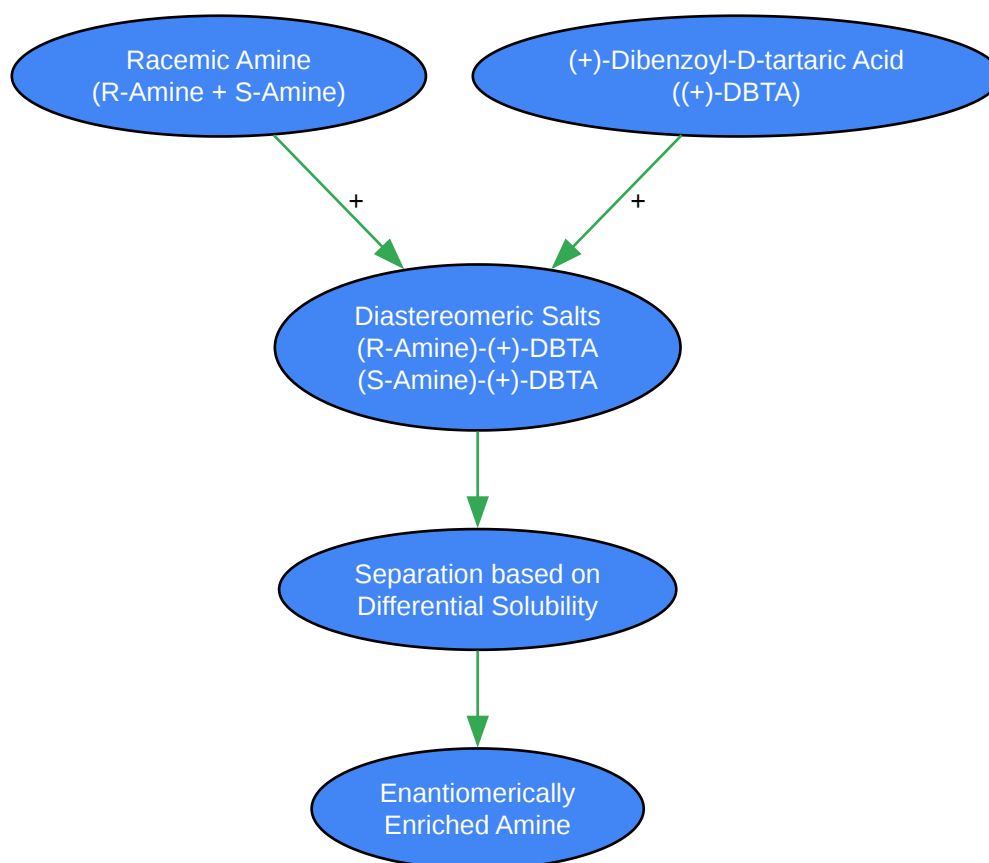 Racemic Amine
(R-Amine + S-Amine)
(+)-Dibenzoyl-D-tartaric Acid
((+)-DBTA)
+
+
Diastereomeric Salts
(R-Amine)-(+)-DBTA
(S-Amine)-(+)-DBTA
Separation based on
Differential Solubility
Enantiomerically
Enriched Amine